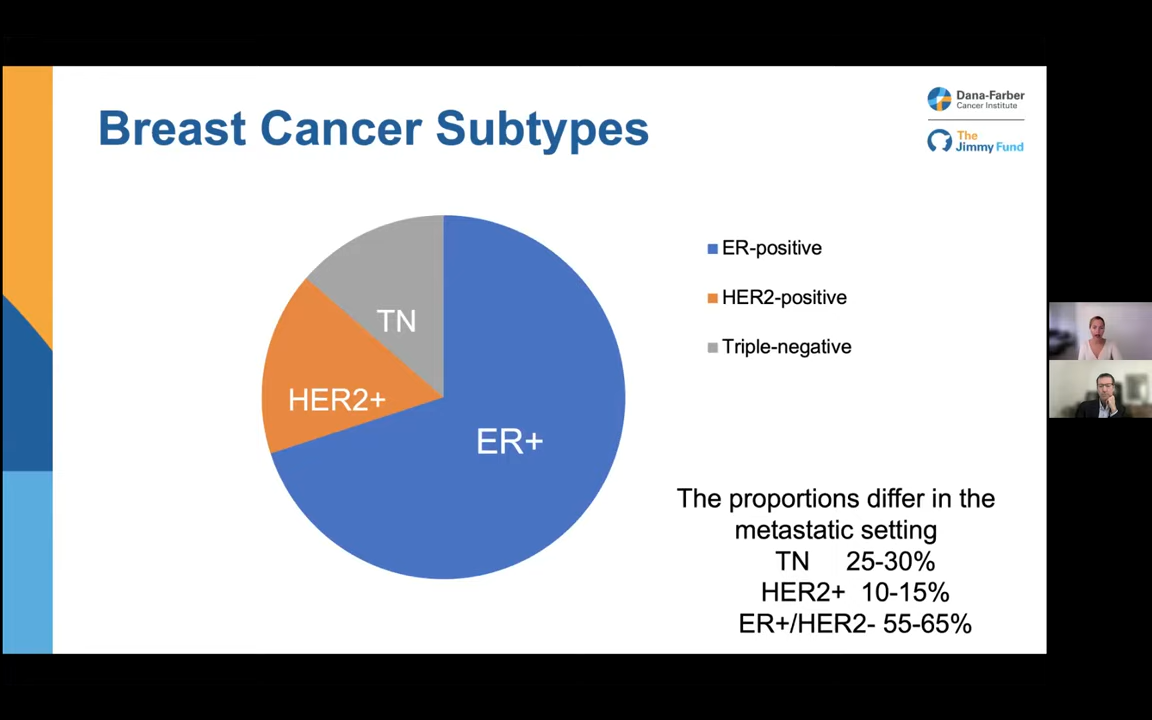 Breast Cancer Subtypes
Dana-Farber
Cancer Institute
The
Jimmy Fund
TN
HER2+
ER+
ER-positive
HER2-positive
Triple-negative
The proportions differ in the
metastatic setting
TN 25-30%
HER2+ 10-15%
ER+/HER2- 55-65%